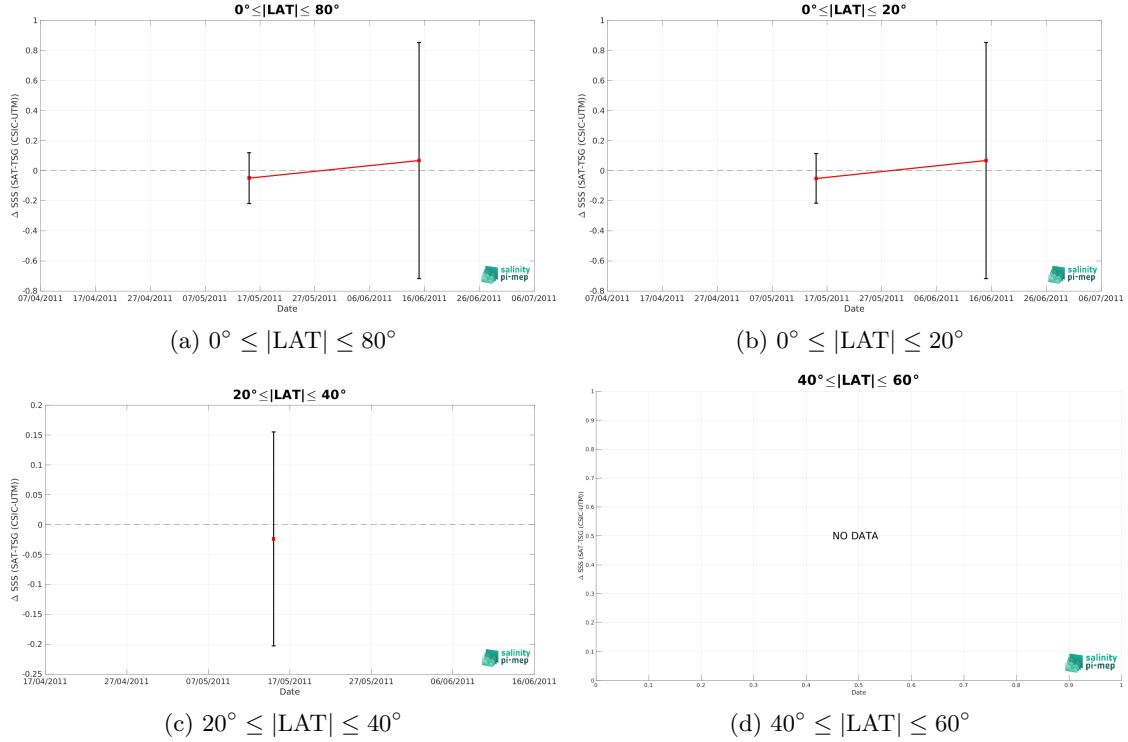 0°≤|LAT|≤ 80°
1
0.8
0.6
0.4
0.2
0
-0.2
-0.4
-0.6
-0.8
Δ SSS (SAT-TSG (CSIC-UTM))
07/04/2011 17/04/2011 27/04/2011 07/05/2011 17/05/2011 27/05/2011 06/06/2011 16/06/2011 26/06/2011 06/07/2011
Date
salinity
pi-mep
(a) 0° ≤ |LAT| ≤ 80°
0°≤|LAT|≤ 20°
1
0.8
0.6
0.4
0.2
0
-0.2
-0.4
-0.6
-0.8
Δ SSS (SAT-TSG (CSIC-UTM))
07/04/2011 17/04/2011 27/04/2011 07/05/2011 17/05/2011 27/05/2011 06/06/2011 16/06/2011 26/06/2011 06/07/2011
Date
salinity
pi-mep
(b) 0° ≤ |LAT| ≤ 20°
20°≤|LAT|≤ 40°
0.2
0.15
0.1
0.05
0
-0.05
-0.1
-0.15
-0.2
-0.25
Δ SSS (SAT-TSG (CSIC-UTM))
17/04/2011 27/04/2011 07/05/2011 17/05/2011 27/05/2011 06/06/2011 16/06/2011
Date
salinity
pi-mep
(c) 20° ≤ |LAT| ≤ 40°
40°≤|LAT|≤ 60°
1
0.9
0.8
0.7
0.6
0.5
0.4
0.3
0.2
0.1
0
Δ SSS (SAT-TSG (CSIC-UTM))
NO DATA
0 0.1 0.2 0.3 0.4 0.5 0.6 0.7 0.8 0.9 1
Date
salinity
pi-mep
(d) 40° ≤ |LAT| ≤ 60°